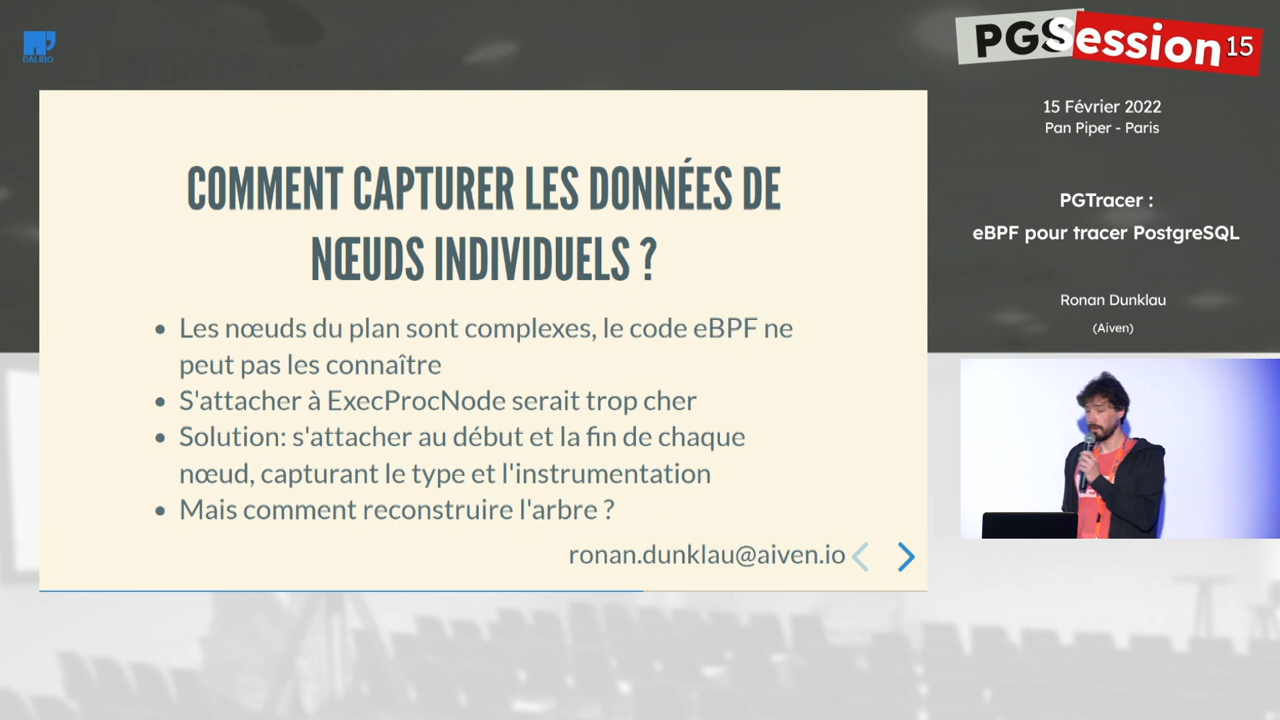 DALIBO
PGSession 15
15 Février 2022
Pan Piper - Paris
PGTracer :
eBPF pour tracer PostgreSQL
Ronan Dunklau
(Aiven)
COMMENT CAPTURER LES DONNÉES DE
NŒUDS INDIVIDUELS ?
• Les nœuds du plan sont complexes, le code eBPF ne
peut pas les connaître
• S'attacher à ExecProcNode serait trop cher
• Solution: s'attacher au début et la fin de chaque
nœud, capturant le type et l'instrumentation
• Mais comment reconstruire l'arbre ?
ronan.dunklau@aiven.io